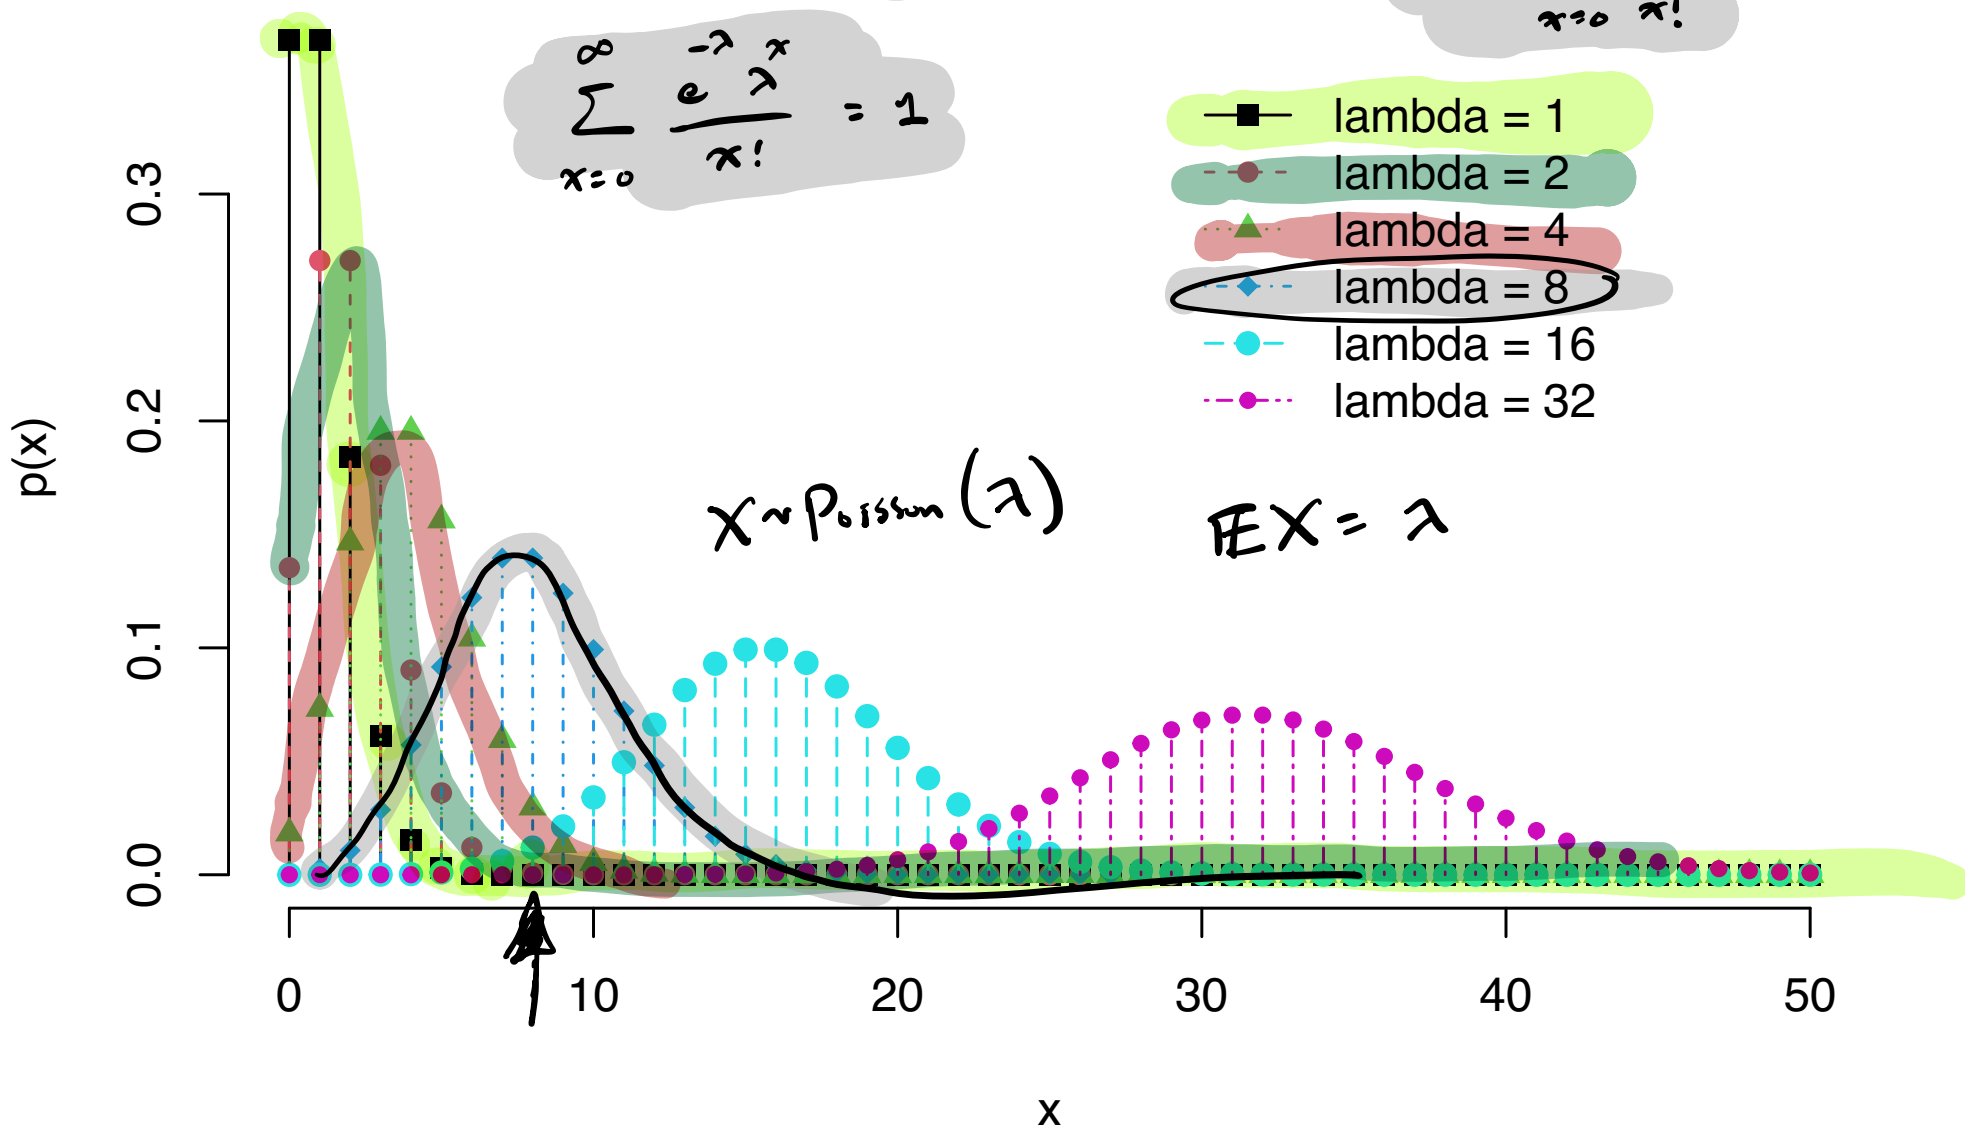 x=0 x!
∞
∑ e^{-λ} λ^x / x! = 1
x=0
lambda = 1
lambda = 2
lambda = 4
lambda = 8
lambda = 16
lambda = 32
X ~ Poisson(λ)
EX = λ
p(x)
0.3
0.2
0.1
0.0
0 10 20 30 40 50
x